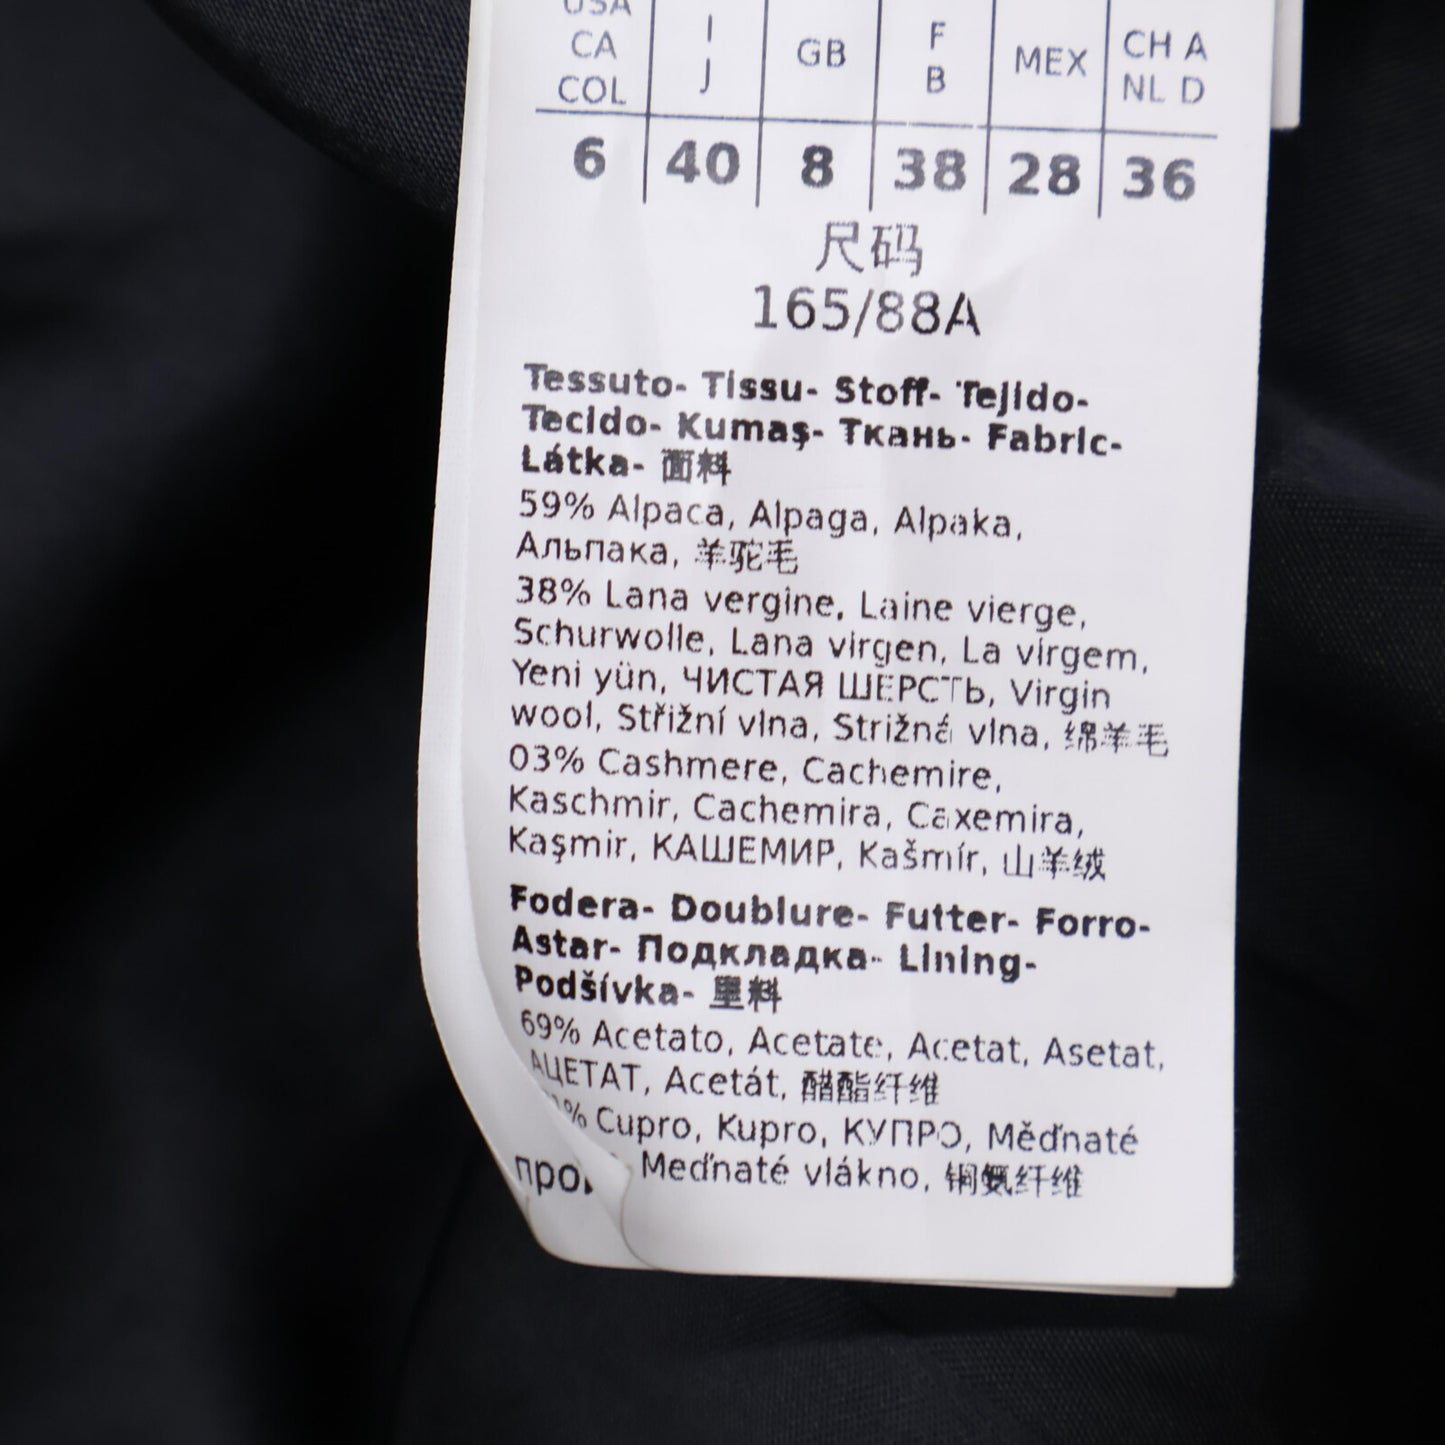 USA
CA
COL
I
J
GB
F
B
MEX
CH A
NL D
6 40 8 38 28 36
尺码
165/88A
Tessuto- Tissu- Stoff- Tejido-
Tecido- Kumaş- Ткань- Fabric-
Látka- 面料
59% Alpaca, Alpaga, Alpaka,
Альпака, 羊驼毛
38% Lana vergine, Laine vierge,
Schurwolle, Lana virgen, La virgem,
Yeni yün, ЧИСТАЯ ШЕРСТЬ, Virgin
wool, Střižní vlna, Strižná vlna, 绵羊毛
03% Cashmere, Cachemire,
Kaschmir, Cachemira, Caxemira,
Kaşmir, КАШЕМИР, Kašmír, 山羊绒
Fodera- Doublure- Futter- Forro-
Astar- Подкладка- Lining-
Podšívka- 里料
69% Acetato, Acetate, Acetat, Asetat,
АЦЕТАТ, Acetát, 醋酯纤维
% Cupro, Kupro, КУПРО, Měďnaté
Meďnaté vlákno, 铜氨纤维